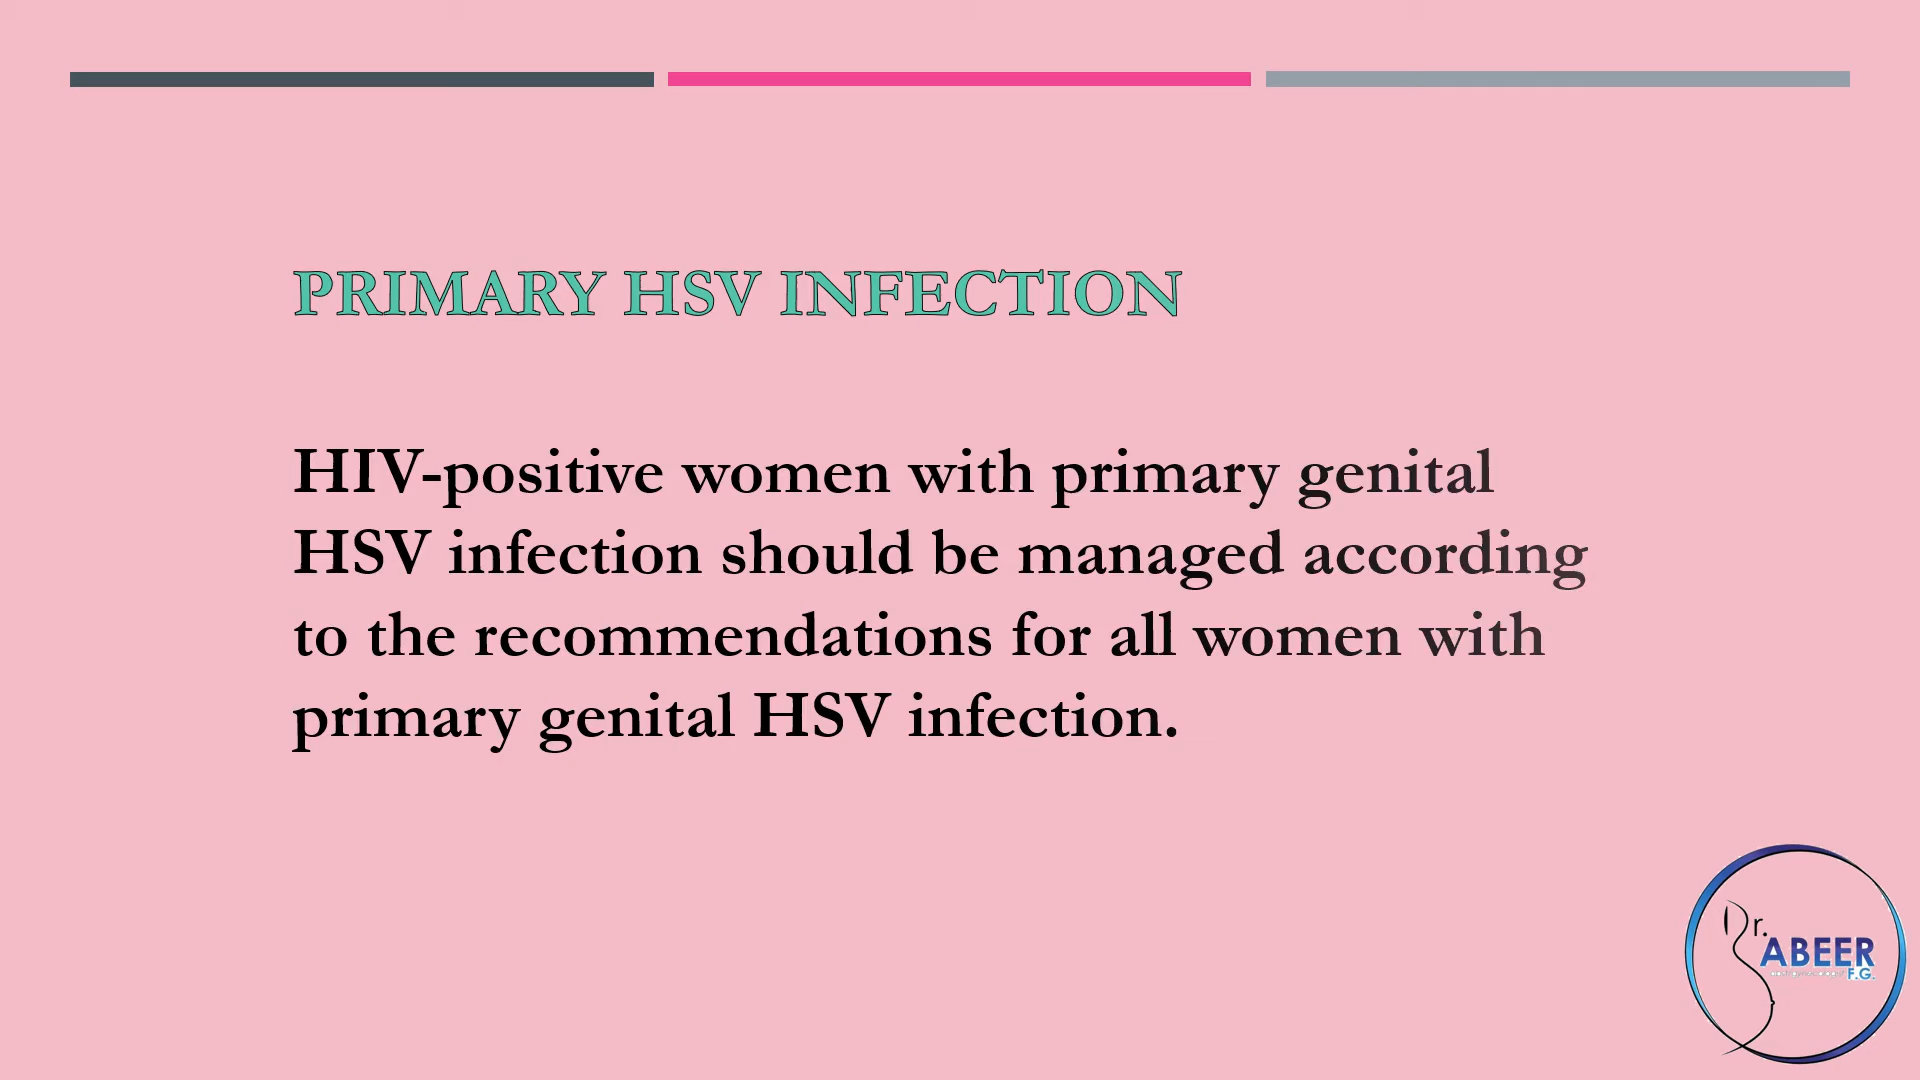 PRIMARY HSV INFECTION
HIV-positive women with primary genital
HSV infection should be managed according
to the recommendations for all women with
primary genital HSV infection.
Dr.
ABEER
F.G.